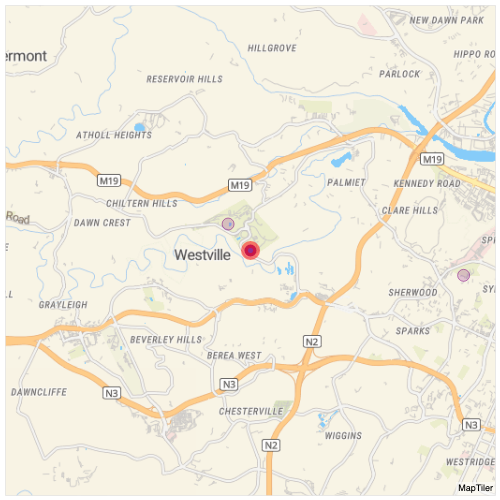 NEW DAWN PARK
HILLGROVE
ermont
HIPPO RO
PARLOCK
RESERVOIR HILLS
ATHOLL HEIGHTS
M19
M19
M19
PALMIET
KENNEDY ROAD
CHILTERN HILLS
CLARE HILLS
Road
DAWN CREST
SP
Westville
SHERWOOD
LL
GRAYLEIGH
SPARKS
BEVERLEY HILLS
N2
BEREA WEST
N3
DAWNCLIFFE
N3
CHESTERVILLE
N3
WIGGINS
N2
WESTRIDGE
MapTiler